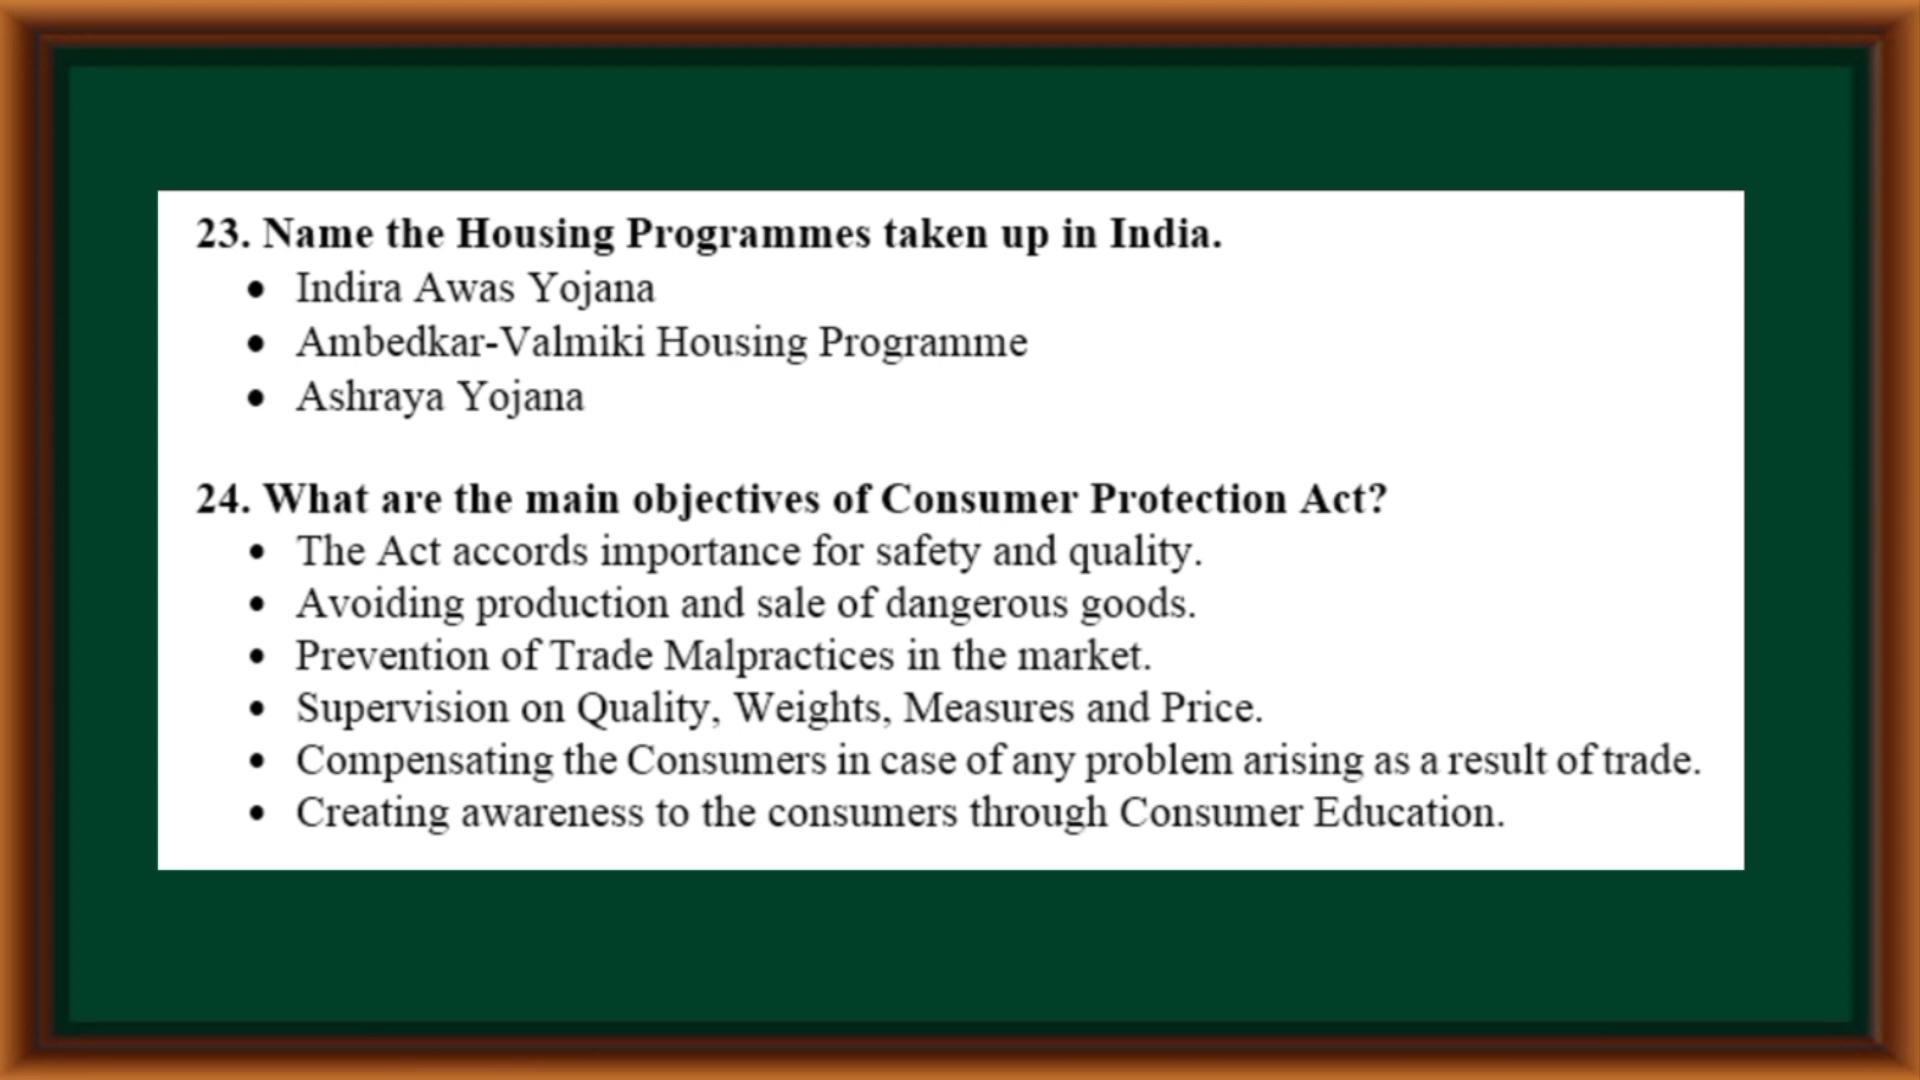 23. Name the Housing Programmes taken up in India.
• Indira Awas Yojana
• Ambedkar-Valmiki Housing Programme
• Ashraya Yojana
24. What are the main objectives of Consumer Protection Act?
• The Act accords importance for safety and quality.
• Avoiding production and sale of dangerous goods.
• Prevention of Trade Malpractices in the market.
• Supervision on Quality, Weights, Measures and Price.
• Compensating the Consumers in case of any problem arising as a result of trade.
• Creating awareness to the consumers through Consumer Education.